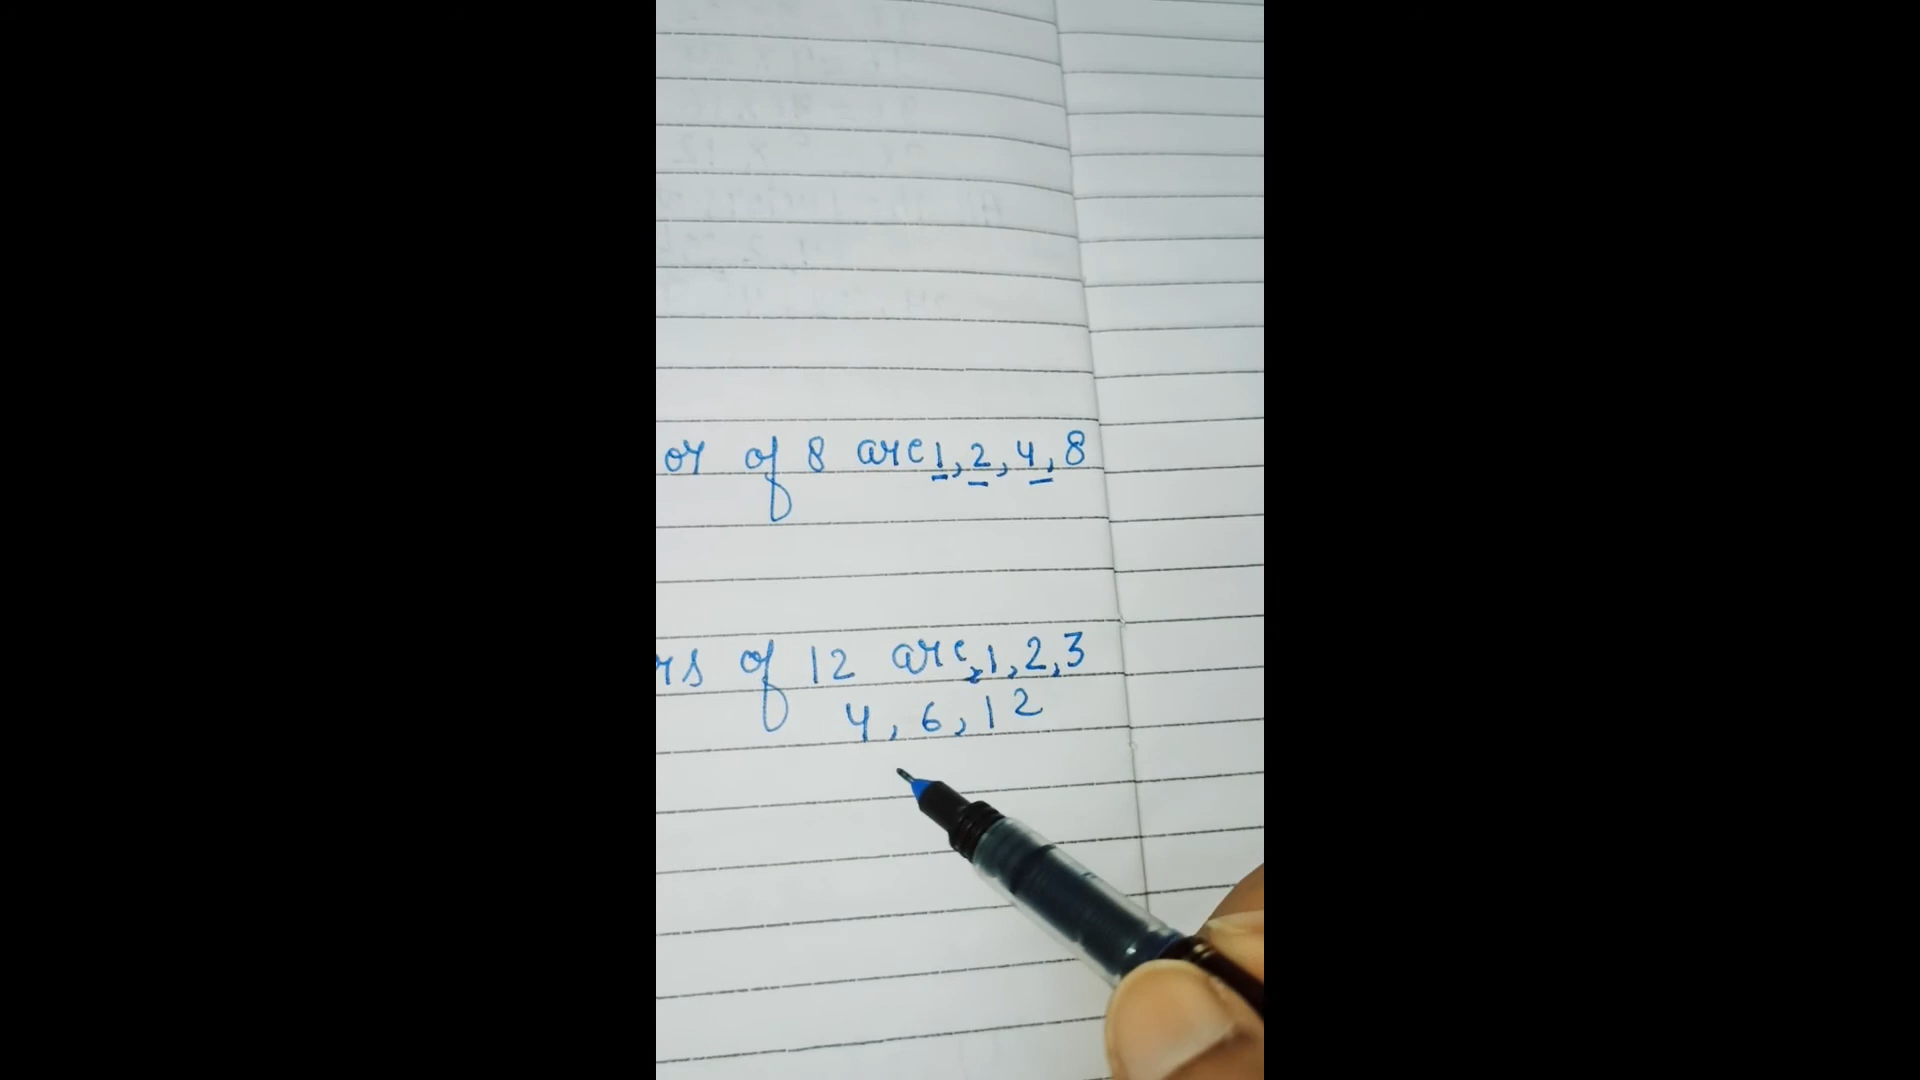 or of 8 are 1, 2, 4, 8
rs of 12 are, 1, 2, 3
4, 6, 12